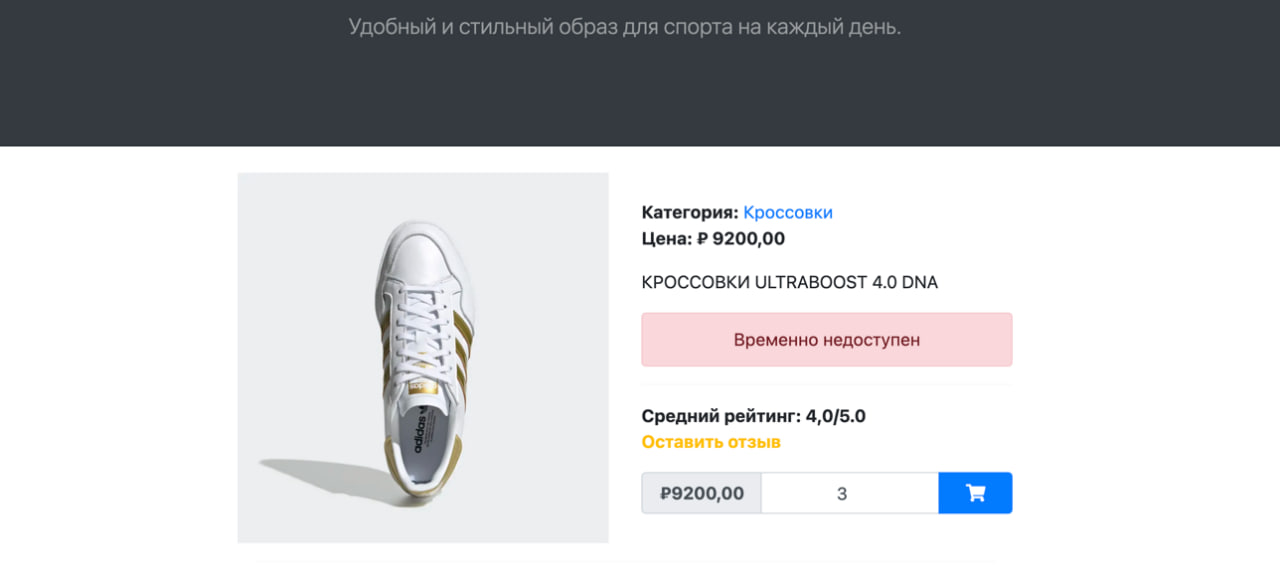 Удобный и стильный образ для спорта на каждый день.
Категория: Кроссовки
Цена: ₽ 9200,00
КРОССОВКИ ULTRABOOST 4.0 DNA
Временно недоступен
Средний рейтинг: 4,0/5.0
Оставить отзыв
₽9200,00 3
adidas
adidas